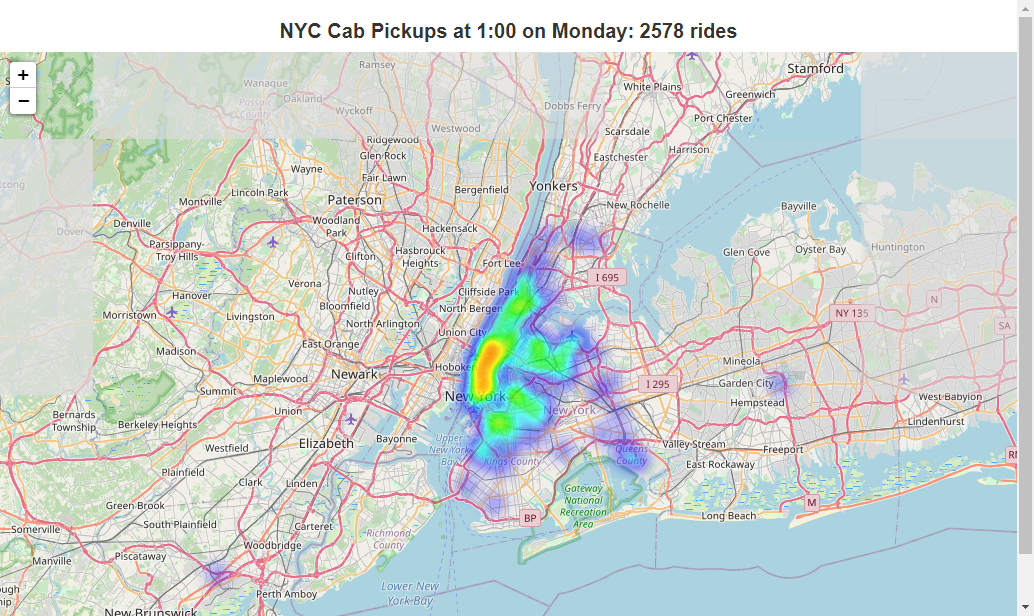 NYC Cab Pickups at 1:00 on Monday: 2578 rides
+
−
Ramsey
Stamford
Wanaque
Oakland
White Plains
Greenwich
Passaic
County
Wyckoff
Dobbs Ferry
Port Chester
Westwood
Scarsdale
Ridgewood
Harrison
Glen Rock
Eastchester
Wayne
Fair Lawn
Bergenfield
Yonkers
Lincoln Park
Paterson
New Rochelle
Montville
Bayville
Denville
Woodland
Park
Hackensack
Dover
Parsippany-
Troy Hills
Clifton
Hasbrouck
Heights
Glen Cove
Oyster Bay
Huntington
Fort Lee
I 695
Verona
Nutley
Cliffside Park
Hanover
Bloomfield
North Bergen
N
Morristown
Livingston
North Arlington
Union City
NY 135
SA
East Orange
Madison
Newark
Hoboken
Mineola
Maplewood
I 295
Garden City
Summit
New York
Hempstead
West Babylon
Bernards
Township
Union
New York
Berkeley Heights
Lindenhurst
Elizabeth
Bayonne
Upper
New York
Bay
Valley Stream
Freeport
Westfield
Queens
County
Kings County
East Rockaway
Plainfield
Clark
Linden
Gateway
National
Recreation
Area
M
Green Brook
BP
Long Beach
South Plainfield
Carteret
Richmond
County
Somerville
Woodbridge
Manville
Piscataway
Perth Amboy
Lower New
York Bay
New Brunswick